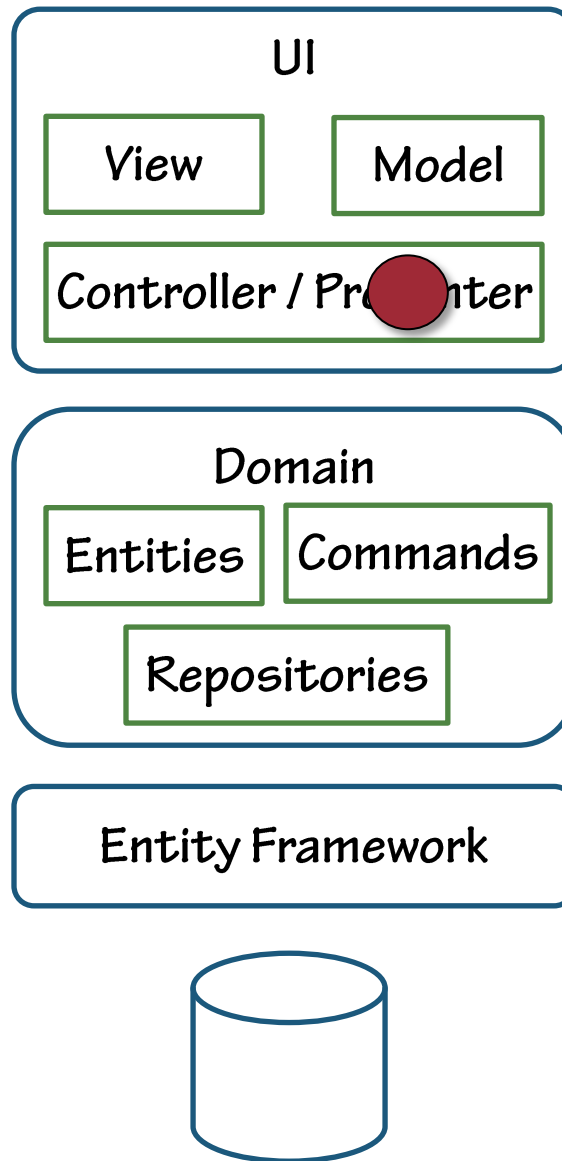 UI
View
Model
Controller / 
Domain
Entities
Commands
Repositories
Entity Framework